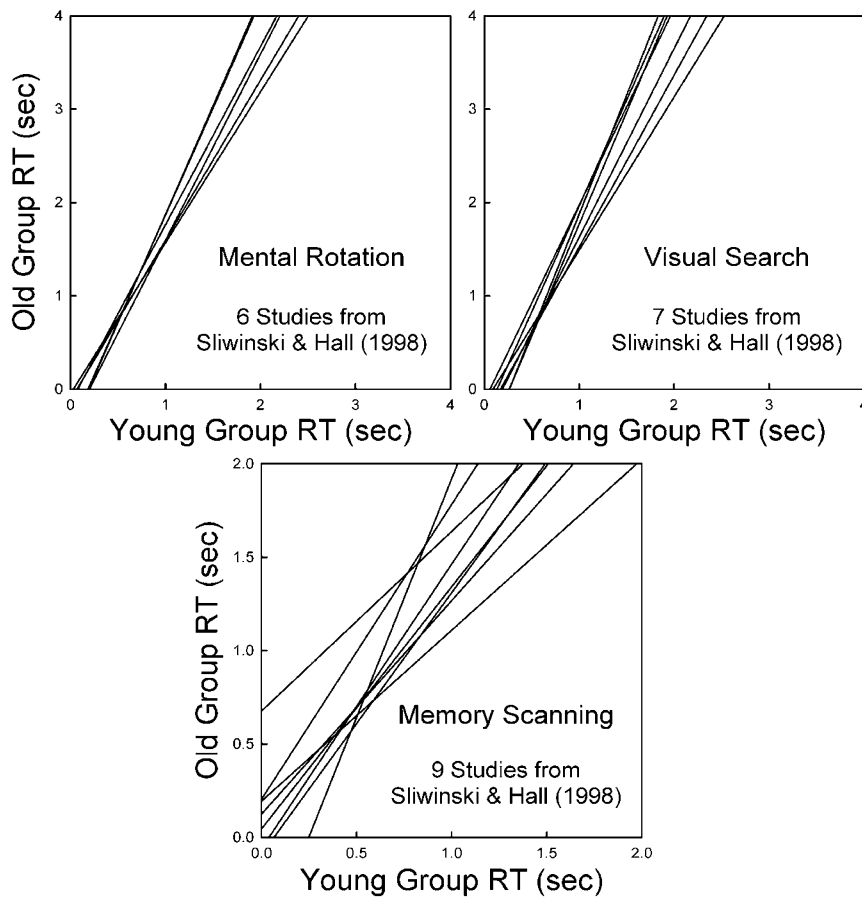 4
3
2
1
0
Old Group RT (sec)
Mental Rotation
6 Studies from
Sliwinski & Hall (1998)
0 1 2 3 4
Young Group RT (sec)
4
3
2
1
0
Visual Search
7 Studies from
Sliwinski & Hall (1998)
0 1 2 3 4
Young Group RT (sec)
2.0
1.5
1.0
0.5
0.0
Old Group RT (sec)
Memory Scanning
9 Studies from
Sliwinski & Hall (1998)
0.0 0.5 1.0 1.5 2.0
Young Group RT (sec)